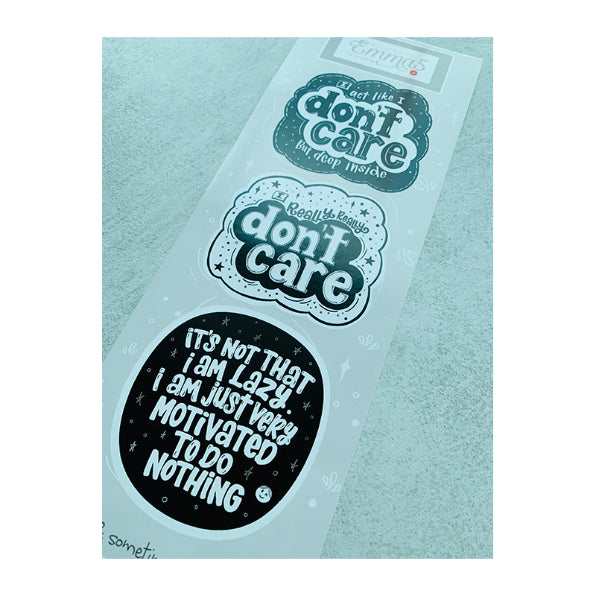 Emma's
I act like I
don't
care
but deep inside
I Really Really
don't
care
iT'S NOT THAT
i AM LAZY.
i AM JUST VERY
MOTiVATED
TO DO
NOTHiNG